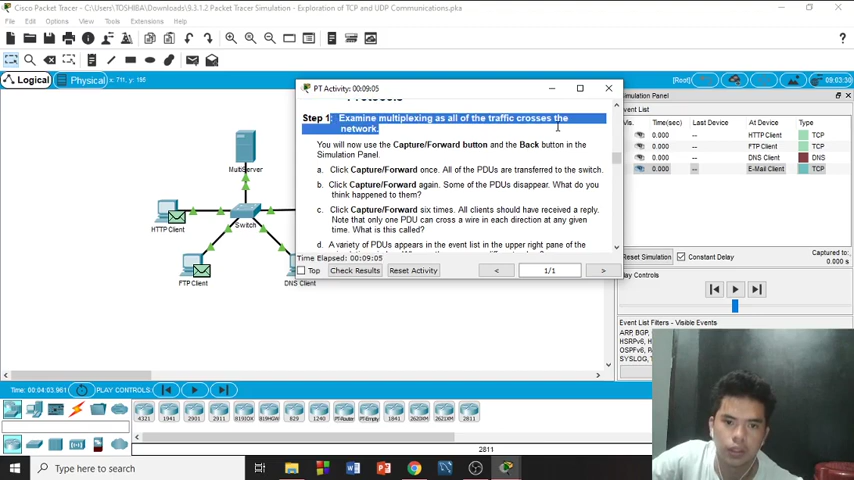 Cisco Packet Tracer - C:\Users\TOSHIBA\Downloads\9.3.1.2 Packet Tracer Simulation - Exploration of TCP and UDP Communications.pka
File Edit Options View Tools Extensions Help
Logical Physical x: 711, y: 195 [Root] 09:03:30
PT Activity: 00:09:05
Step 1: Examine multiplexing as all of the traffic crosses the
network.
You will now use the Capture/Forward button and the Back button in the
Simulation Panel.
a. Click Capture/Forward once. All of the PDUs are transferred to the switch.
b. Click Capture/Forward again. Some of the PDUs disappear. What do you
think happened to them?
c. Click Capture/Forward six times. All clients should have received a reply.
Note that only one PDU can cross a wire in each direction at any given
time. What is this called?
d. A variety of PDUs appears in the event list in the upper right pane of the
Time Elapsed: 00:09:05
Top Check Results Reset Activity < 1/1 >
MultiServer
HTTP Client
Switch
FTP Client
DNS Client
Simulation Panel
Event List
Vis. Time(sec) Last Device At Device Type
0.000 -- HTTP Client TCP
0.000 -- FTP Client TCP
0.000 -- DNS Client DNS
0.000 -- E-Mail Client TCP
Reset Simulation Constant Delay Captured to:
0.000 s
Play Controls
Event List Filters - Visible Events
ARP, BGP,
HSRPv6,
OSPFv6,
SYSLOG,
Time: 00:04:03.961 PLAY CONTROLS:
4321 1941 2901 2911 819IOX 819HGW 829 1240 PT-Router PT-Empty 1841 2620XM 2621XM 2811
2811
Type here to search